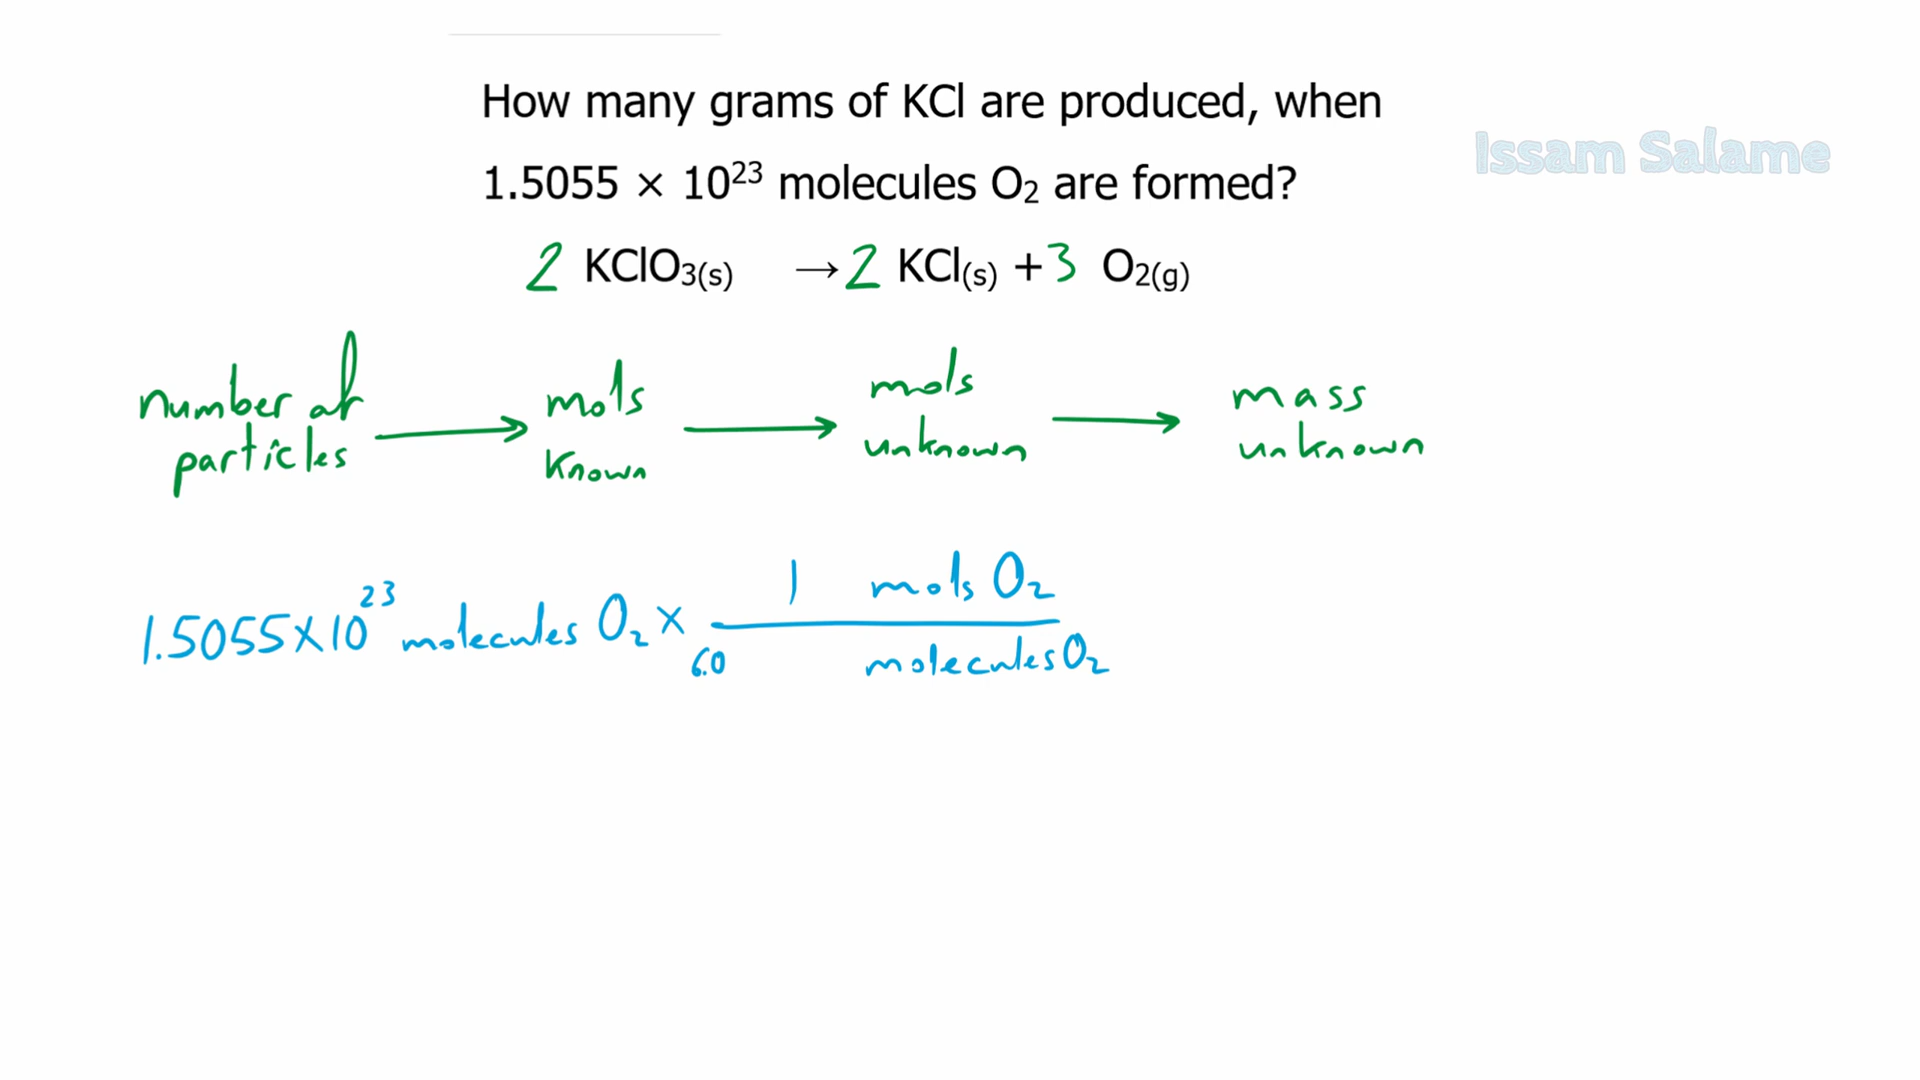 How many grams of KCl are produced, when
Issam Salame
1.5055 × 10²³ molecules O₂ are formed?
2 KClO₃(s) → 2 KCl(s) + 3 O₂(g)
number of particles → mols known → mols unknown → mass unknown
1.5055×10²³ molecules O₂ × 1 mols O₂
6.0 molecules O₂